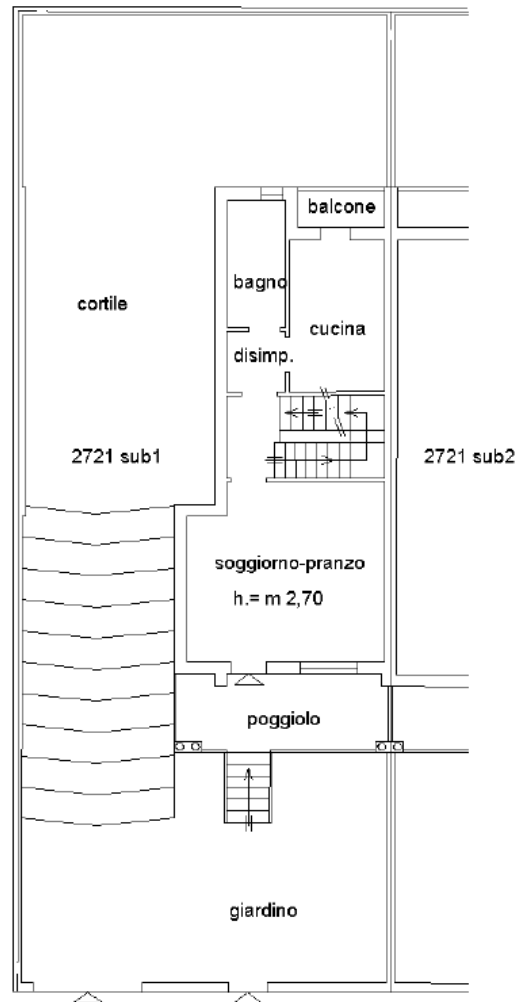 balcone
bagno
cortile
cucina
disimp.
2721 sub1
2721 sub2
soggiorno-pranzo
h.= m 2,70
poggiolo
giardino